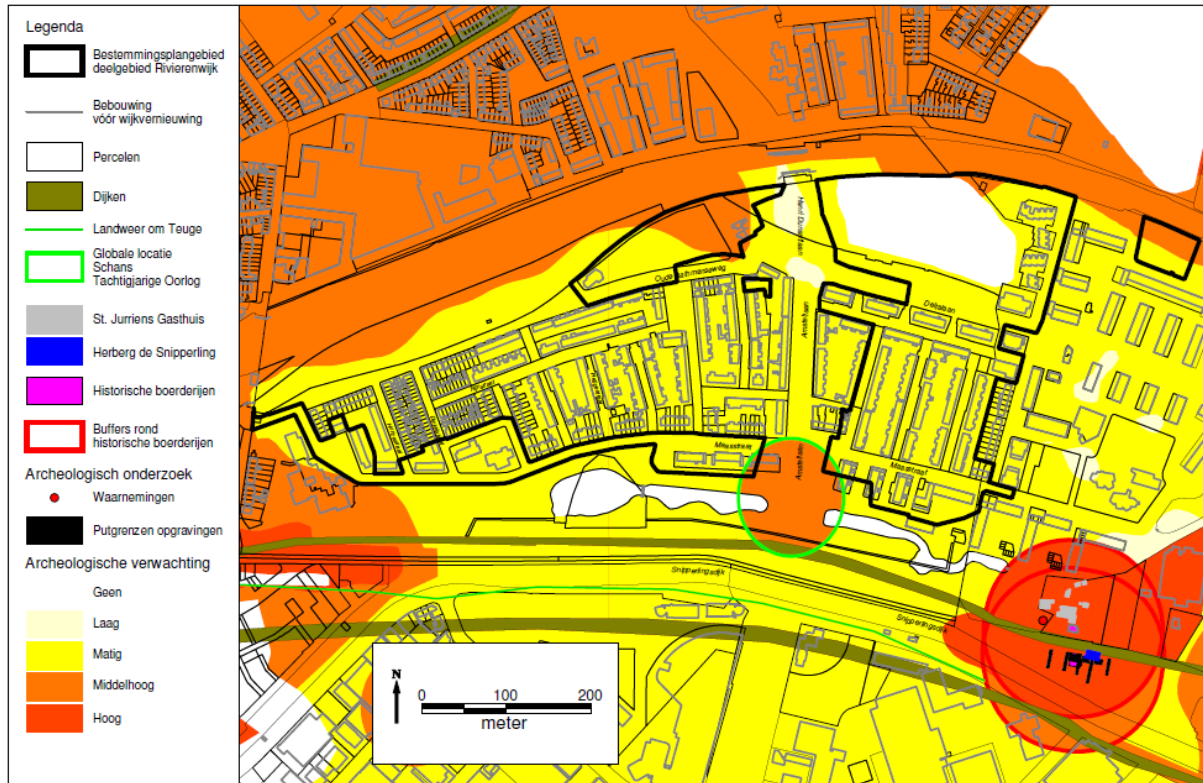 Legenda
Bestemmingsplangebied
deelgebied Rivierenwijk
Bebouwing
vóór wijkvernieuwing
Percelen
Dijken
Landweer om Teuge
Globale locatie
Schans
Tachtigjarige Oorlog
St. Jurriens Gasthuis
Herberg de Snipperling
Historische boerderijen
Buffers rond
historische boerderijen
Archeologisch onderzoek
Waarnemingen
Putgrenzen opgravingen
Archeologische verwachting
Geen
Laag
Matig
Middelhoog
Hoog
Deltalaan
Amstellaan
Maasstraat
Amstellaan
Snipperlingsdijk
Snipperlingsdijk
N
0 100 200
meter